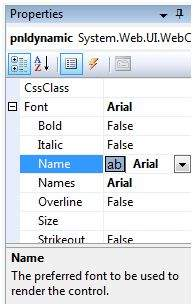 Properties
pnldynamic System.Web.UI.WebC
CssClass
Font Arial
Bold False
Italic False
Name ab Arial
Names Arial
Overline False
Size
Strikeout False
Name
The preferred font to be used to
render the control.